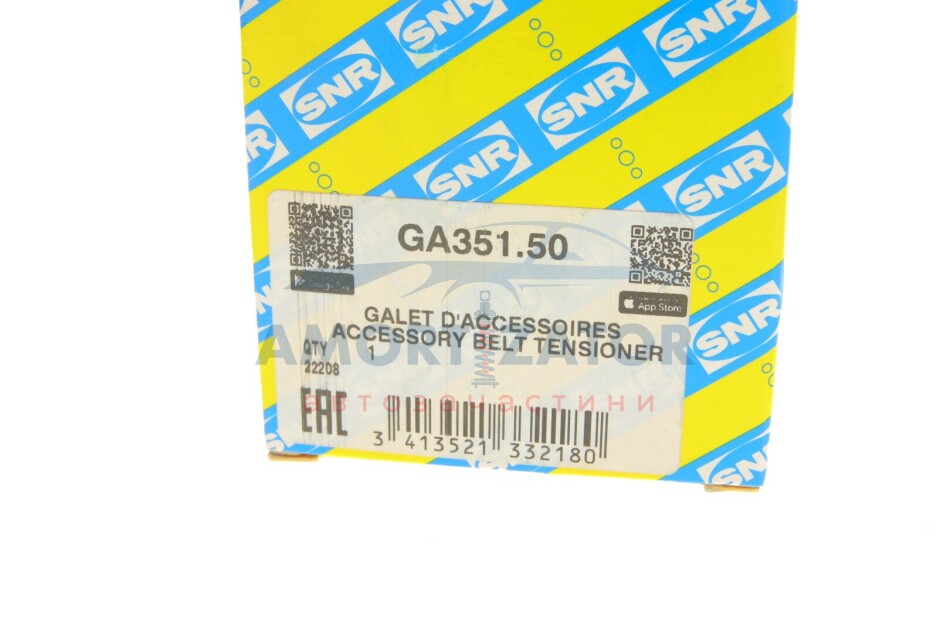 SNR SNR
SNR SNR
SNR SNR
SNR
GA351.50
Google Play
App Store
GALET D'ACCESSOIRES
ACCESSORY BELT TENSIONER
QTY 1
22208
AMORTIZATOR
автозапчастини
EAC
3 413521 332180
SNR